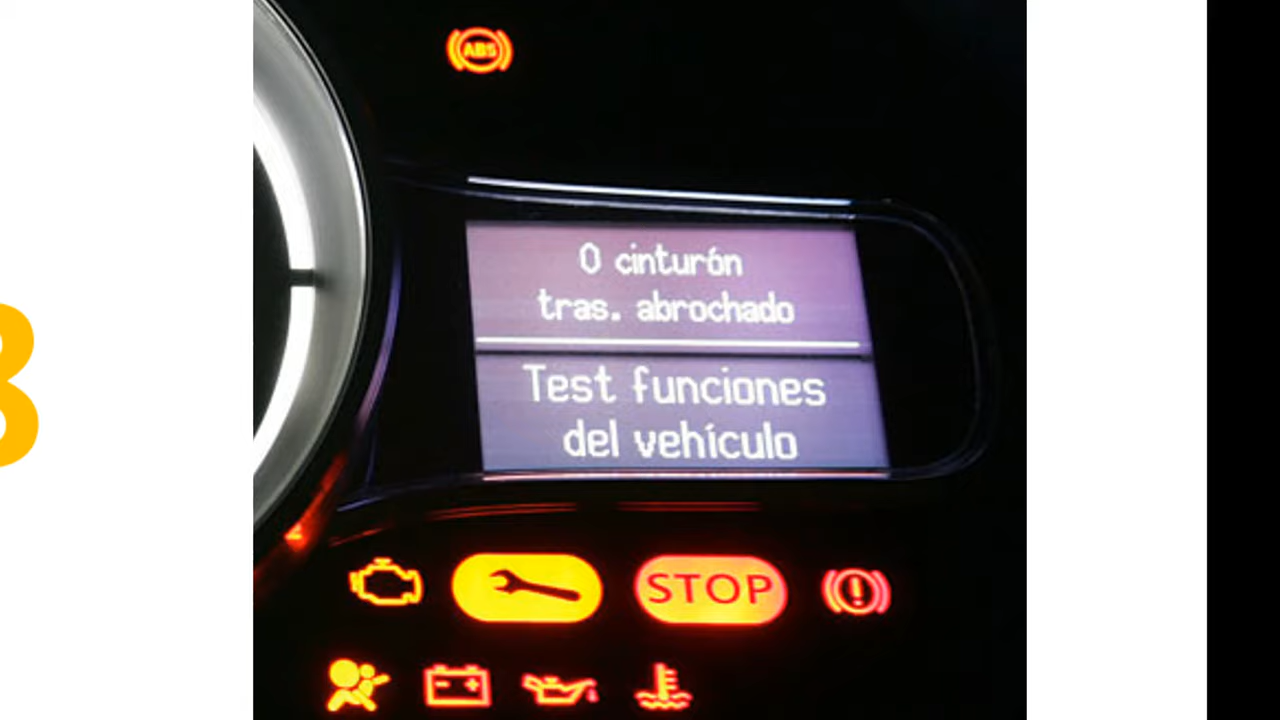 ABS
0 cinturón
tras. abrochado
Test funciones
del vehículo
STOP